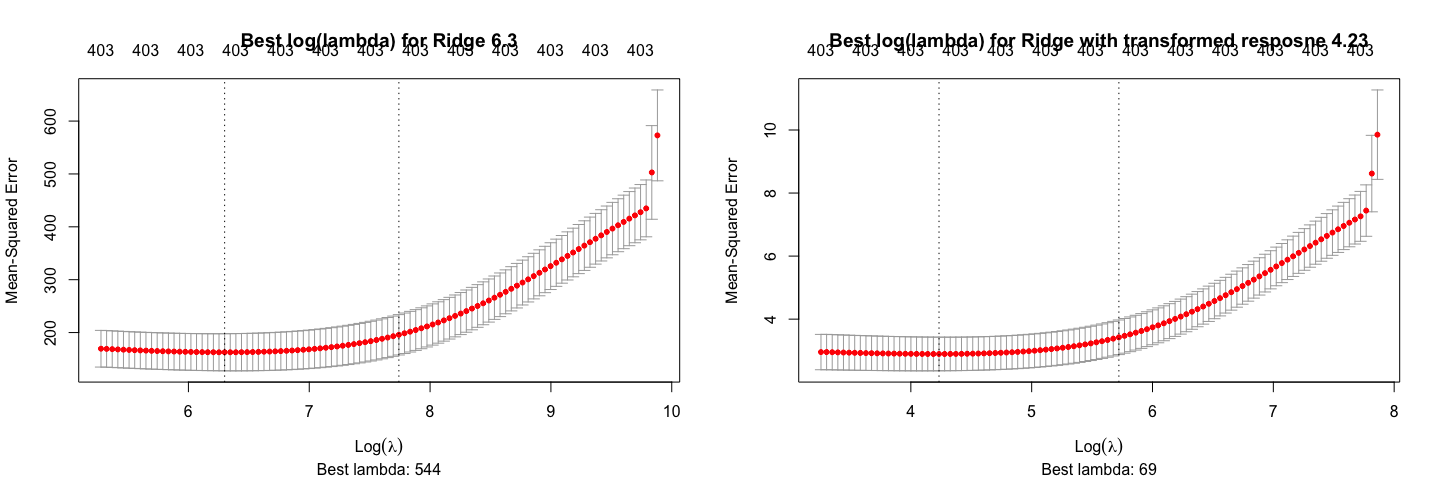 Best log(lambda) for Ridge 6.3
403 403 403 403 403 403 403 403 403 403 403 403 403
Mean-Squared Error
600
500
400
300
200
6 7 8 9 10
Log(λ)
Best lambda: 544
Best log(lambda) for Ridge with transformed resposne 4.23
403 403 403 403 403 403 403 403 403 403 403 403 403
Mean-Squared Error
10
8
6
4
4 5 6 7 8
Log(λ)
Best lambda: 69